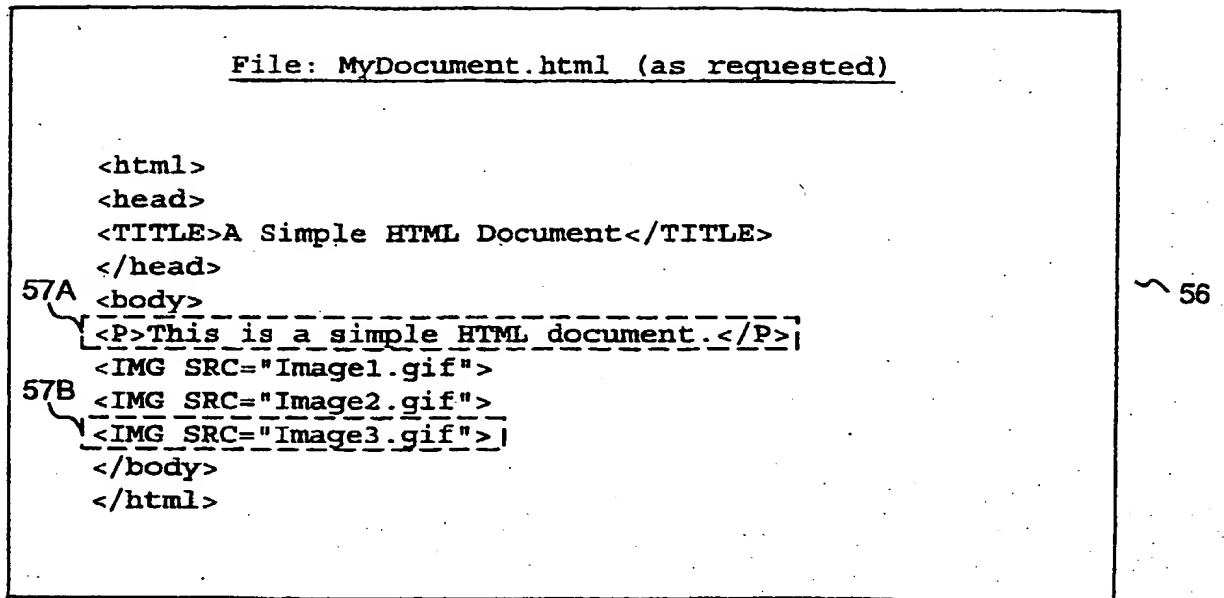 File: MyDocument.html (as requested)
<html>
<head>
<TITLE>A Simple HTML Document</TITLE>
</head>
57A
<body>
56
<P>This is a simple HTML document.</P>
<IMG SRC="Image1.gif">
57B
<IMG SRC="Image2.gif">
<IMG SRC="Image3.gif">
</body>
</html>